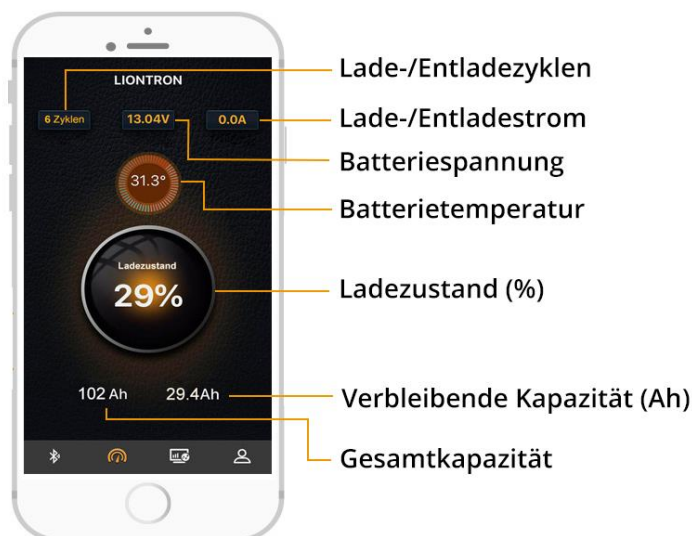 LIONTRON
6 Zyklen
13.04V
0.0A
31.3°
Ladezustand
29%
102 Ah
29.4Ah
Lade-/Entladezyklen
Lade-/Entladestrom
Batteriespannung
Batterietemperatur
Ladezustand (%)
Verbleibende Kapazität (Ah)
Gesamtkapazität